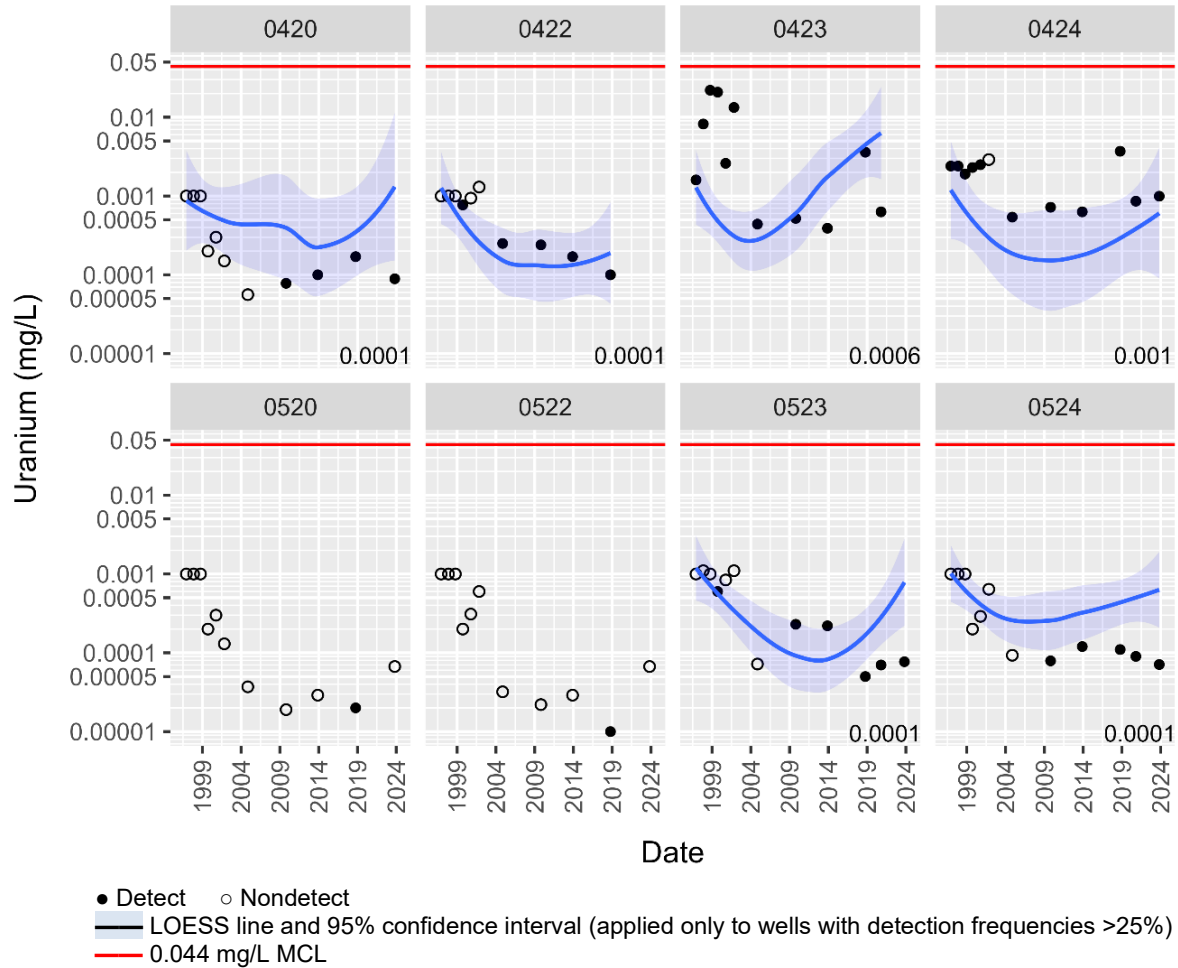 0420 0422 0423 0424
0.05
0.01
0.005
0.001
0.0005
0.0001
0.00005
0.00001
0.0001 0.0001 0.0006 0.001
Uranium (mg/L)
0520 0522 0523 0524
0.05
0.01
0.005
0.001
0.0005
0.0001
0.00005
0.00001
0.0001 0.0001
1999 2004 2009 2014 2019 2024 1999 2004 2009 2014 2019 2024 1999 2004 2009 2014 2019 2024 1999 2004 2009 2014 2019 2024
Date
Detect Nondetect
LOESS line and 95% confidence interval (applied only to wells with detection frequencies >25%)
0.044 mg/L MCL